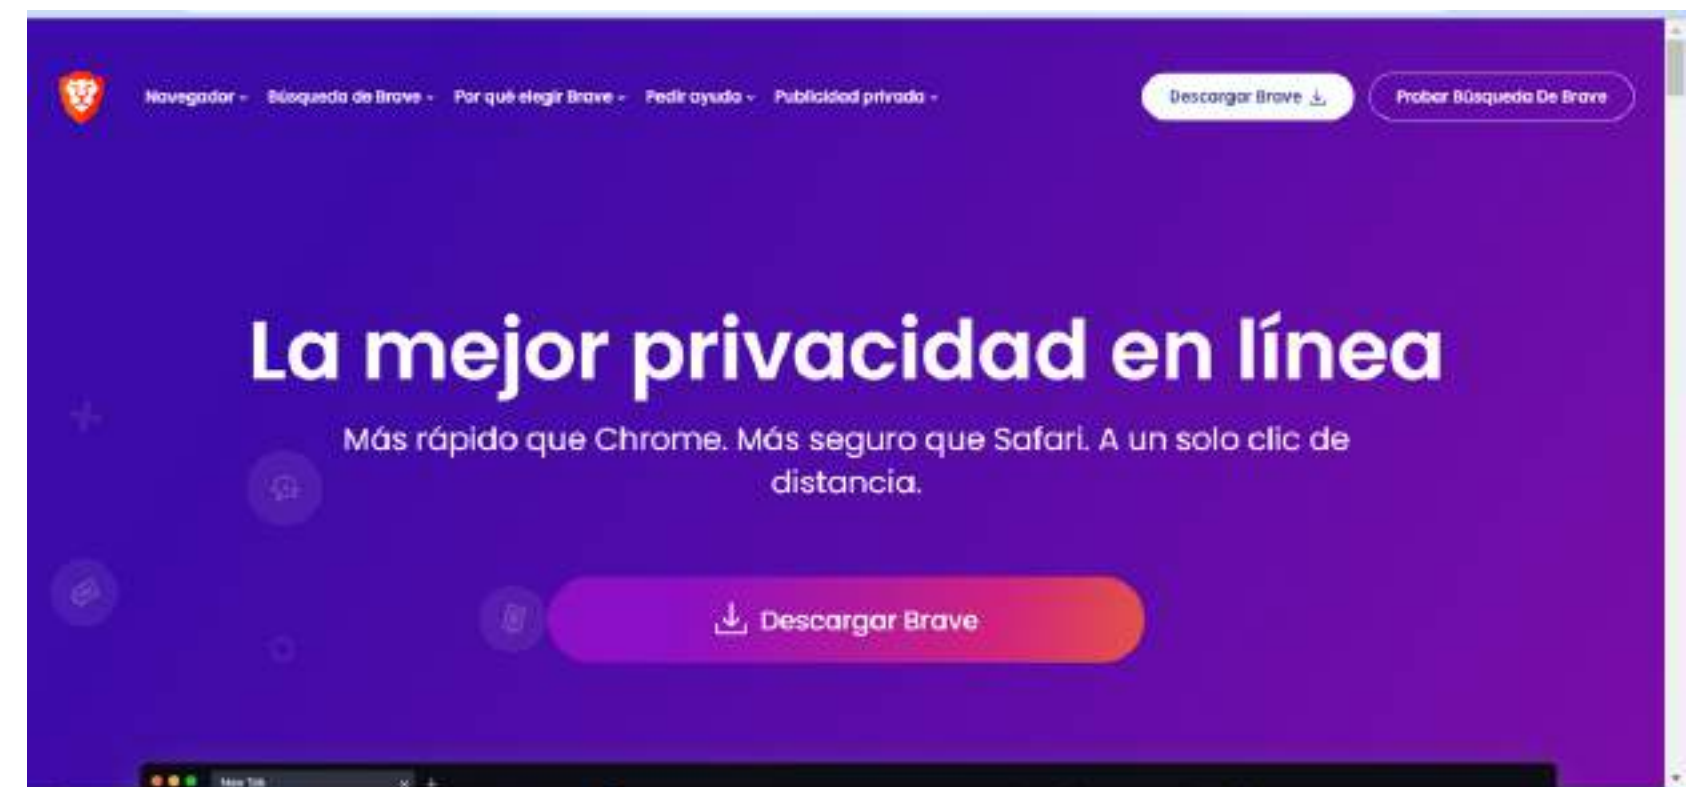 Navegador
Búsqueda de Brave
Por qué elegir Brave
Pedir ayuda
Publicidad privada
Descargar Brave
Probar Búsqueda De Brave
La mejor privacidad en línea
Más rápido que Chrome. Más seguro que Safari. A un solo clic de
distancia.
Descargar Brave
New Tab